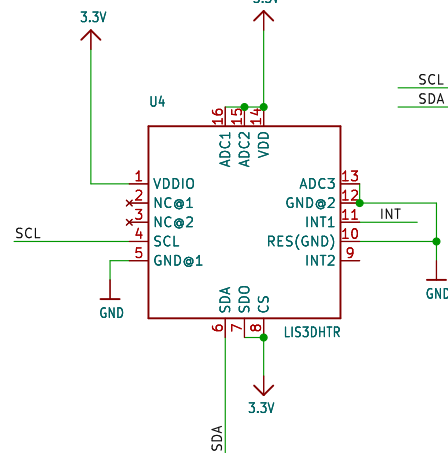 3.3V
3.3V
SCL
SDA
U4
16
15
14
ADC1
ADC2
VDD
1
VDDIO
ADC3
13
2
NC@1
GND@2
12
3
NC@2
INT1
11
INT
SCL
4
SCL
RES(GND)
10
5
GND@1
INT2
9
GND
GND
SDA
SDO
CS
6
7
8
LIS3DHTR
3.3V
SDA